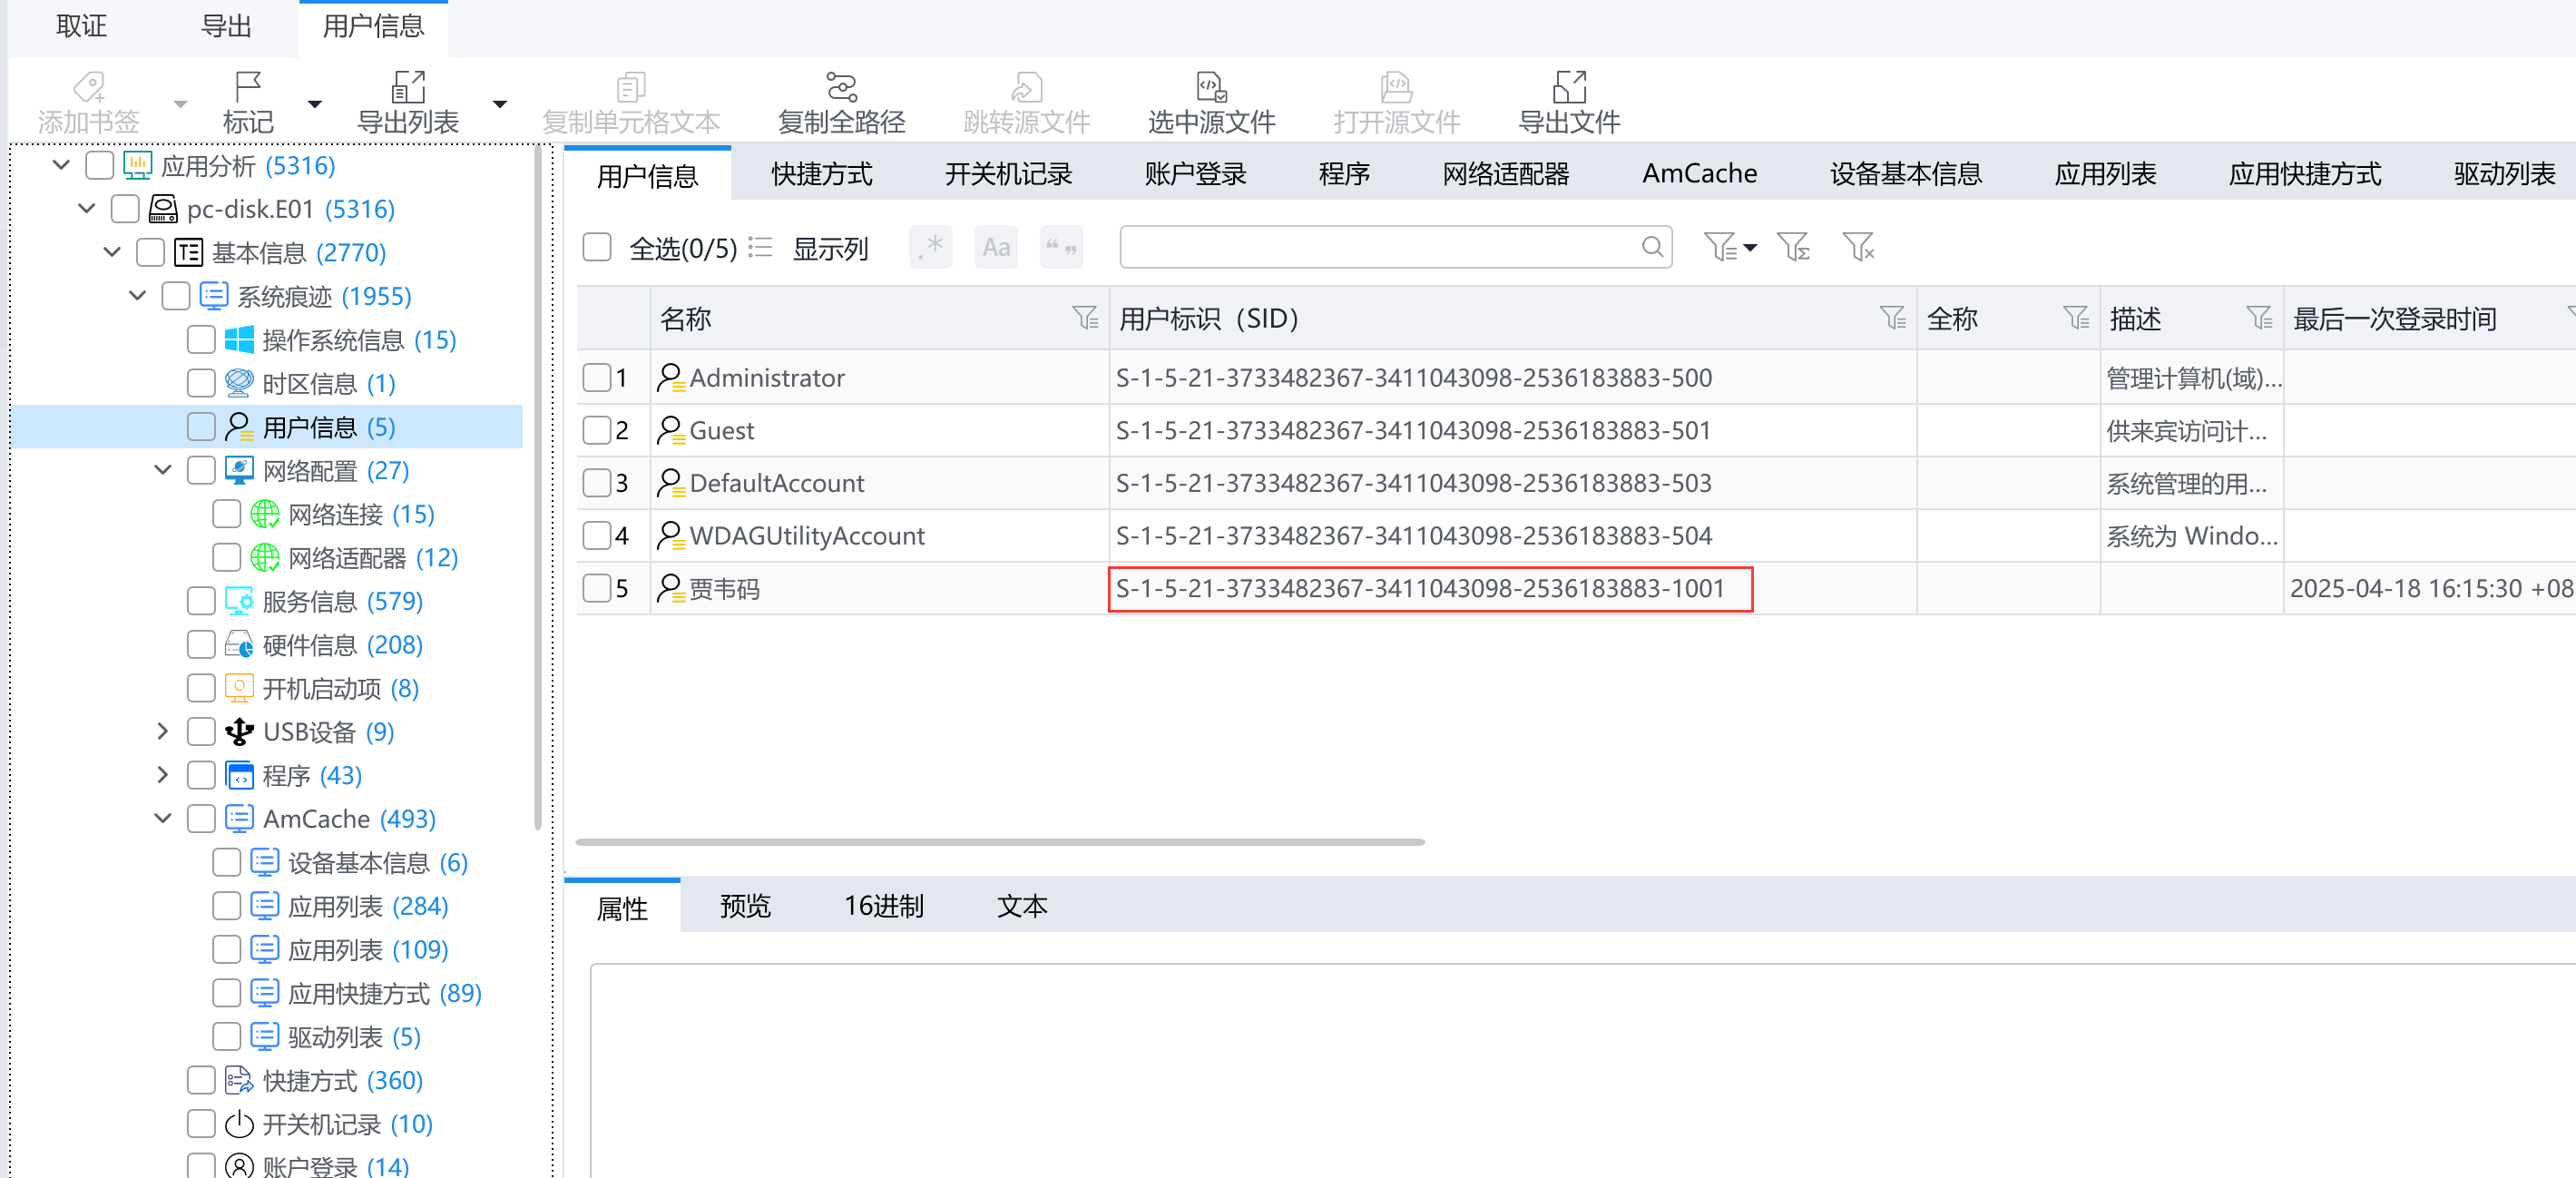 取证 导出 用户信息
添加书签 标记 导出列表 复制单元格文本 复制全路径 跳转源文件 选中源文件 打开源文件 导出文件
应用分析 (5316)
pc-disk.E01 (5316)
基本信息 (2770)
系统痕迹 (1955)
操作系统信息 (15)
时区信息 (1)
用户信息 (5)
网络配置 (27)
网络连接 (15)
网络适配器 (12)
服务信息 (579)
硬件信息 (208)
开机启动项 (8)
USB设备 (9)
程序 (43)
AmCache (493)
设备基本信息 (6)
应用列表 (284)
应用列表 (109)
应用快捷方式 (89)
驱动列表 (5)
快捷方式 (360)
开关机记录 (10)
账户登录 (14)
用户信息 快捷方式 开关机记录 账户登录 程序 网络适配器 AmCache 设备基本信息 应用列表 应用快捷方式 驱动列表
全选(0/5) 显示列 .* Aa “ ”
名称 用户标识（SID） 全称 描述 最后一次登录时间
1 Administrator S-1-5-21-3733482367-3411043098-2536183883-500 管理计算机(域)...
2 Guest S-1-5-21-3733482367-3411043098-2536183883-501 供来宾访问计...
3 DefaultAccount S-1-5-21-3733482367-3411043098-2536183883-503 系统管理的用...
4 WDAGUtilityAccount S-1-5-21-3733482367-3411043098-2536183883-504 系统为 Windo...
5 贾韦码 S-1-5-21-3733482367-3411043098-2536183883-1001 2025-04-18 16:15:30 +08
属性 预览 16进制 文本